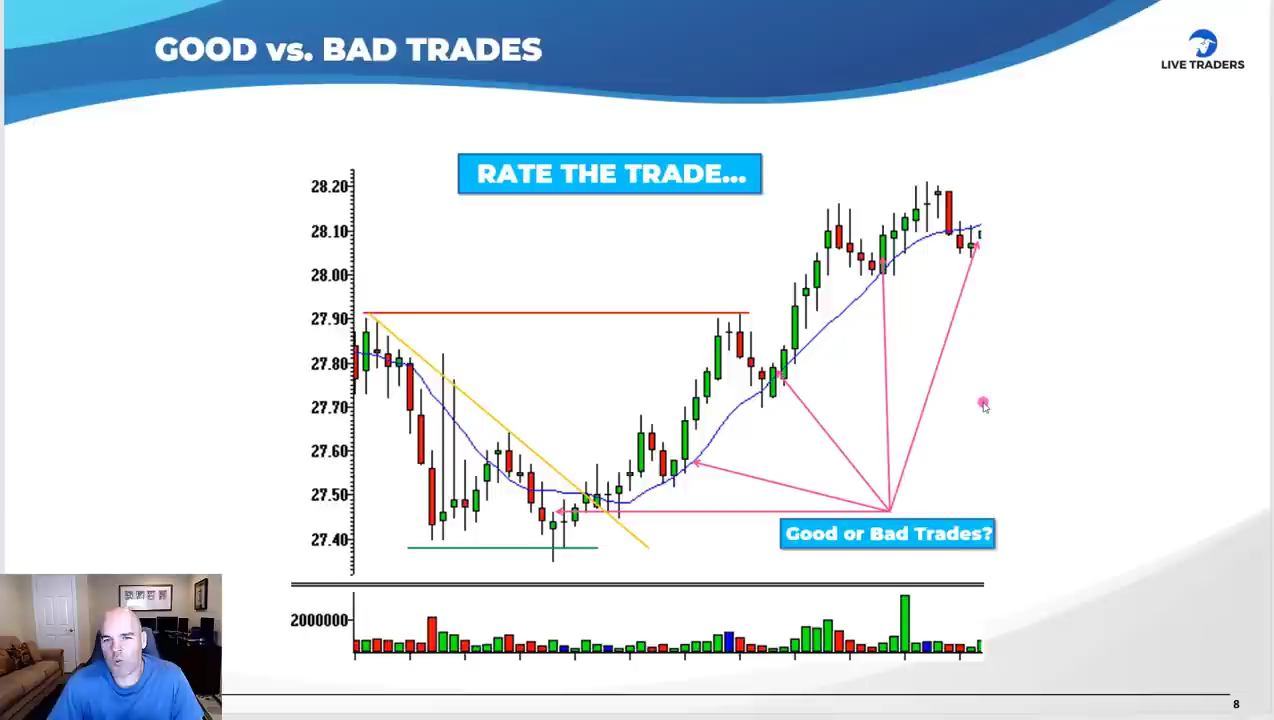 GOOD vs. BAD TRADES
LIVE TRADERS
RATE THE TRADE...
28.20
28.10
28.00
27.90
27.80
27.70
27.60
27.50
27.40
Good or Bad Trades?
2000000
8